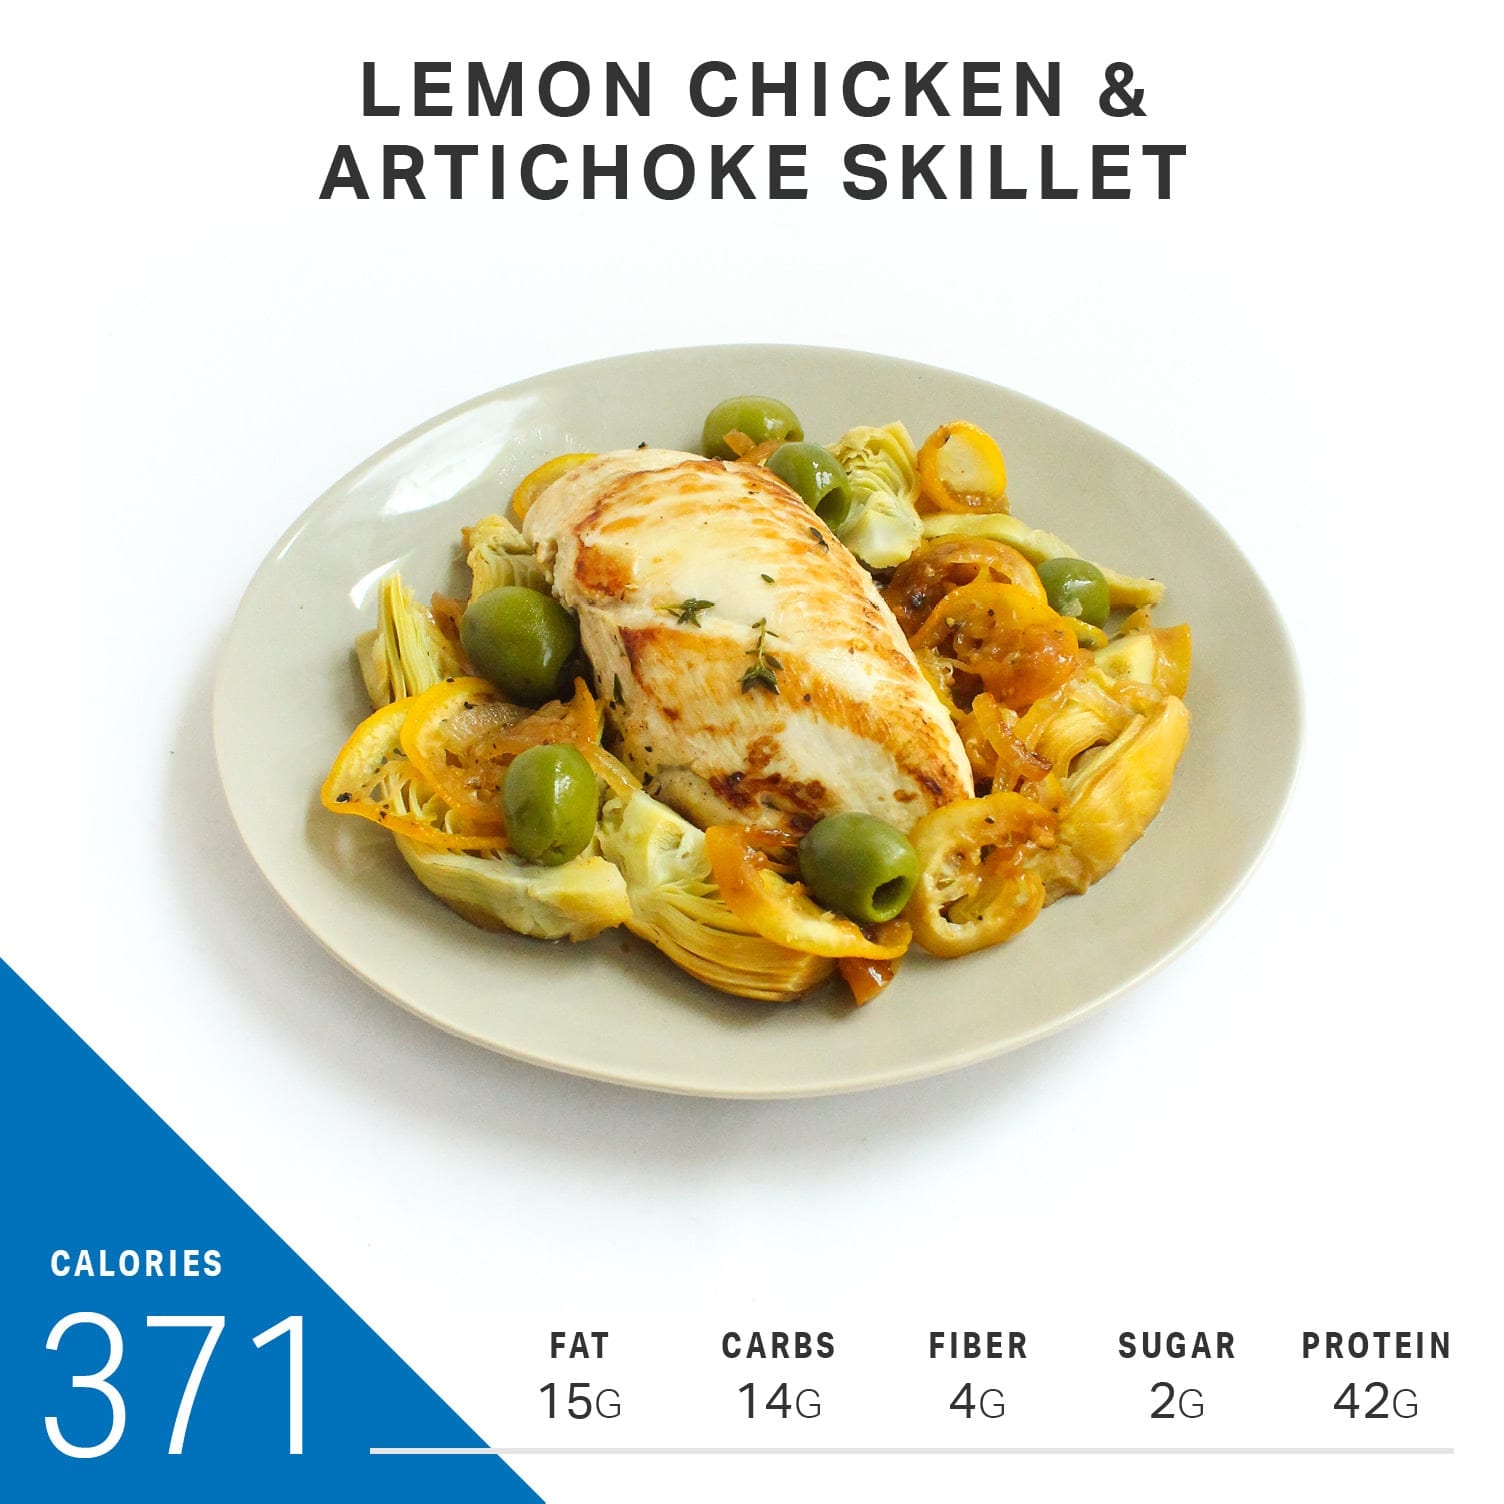 LEMON CHICKEN &
ARTICHOKE SKILLET
CALORIES
371
FAT CARBS FIBER SUGAR PROTEIN
15G 14G 4G 2G 42G